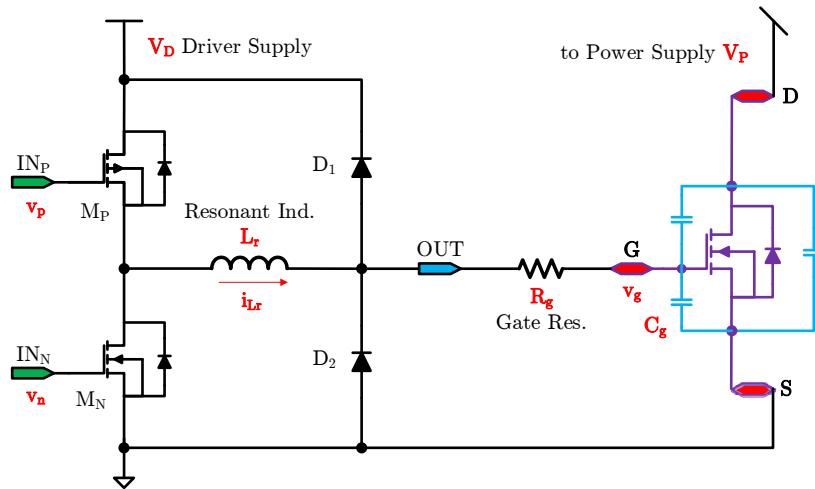 V_D Driver Supply
to Power Supply V_P
D
IN_P
v_p
M_P
D_1
Resonant Ind.
L_r
i_Lr
OUT
R_g
Gate Res.
G
v_g
C_g
IN_N
v_n
M_N
D_2
S